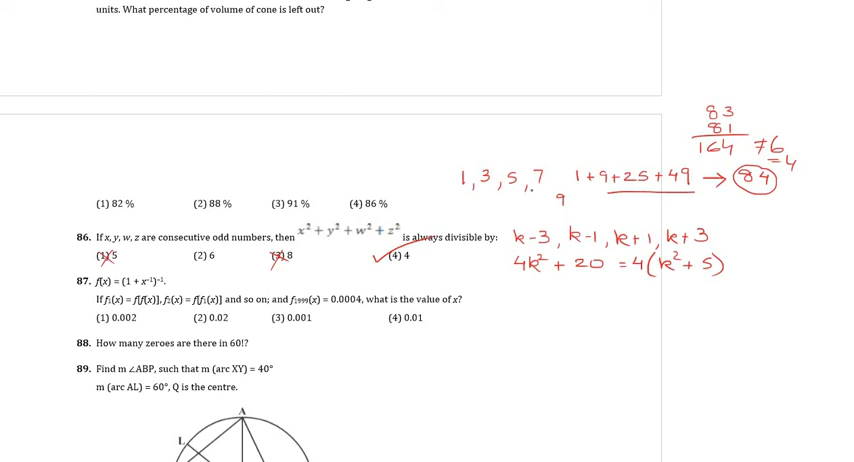 units. What percentage of volume of cone is left out?
83
81
164 76
= 4
1, 3, 5, 7 1 + 9 + 25 + 49 → 84
9
(1) 82 % (2) 88 % (3) 91 % (4) 86 %
86. If x, y, w, z are consecutive odd numbers, then x² + y² + w² + z² is always divisible by:
k-3, k-1, k+1, k+3
(1) 5 (2) 6 (3) 8 (4) 4
4k² + 20 = 4(k² + 5)
87. f(x) = (1 + x⁻¹)⁻¹.
If f₁(x) = f[f(x)], f₂(x) = f[f₁(x)] and so on; and f₁₉₉₉(x) = 0.0004, what is the value of x?
(1) 0.002 (2) 0.02 (3) 0.001 (4) 0.01
88. How many zeroes are there in 60!?
89. Find m ∠ABP, such that m (arc XY) = 40°
m (arc AL) = 60°, Q is the centre.
A
L